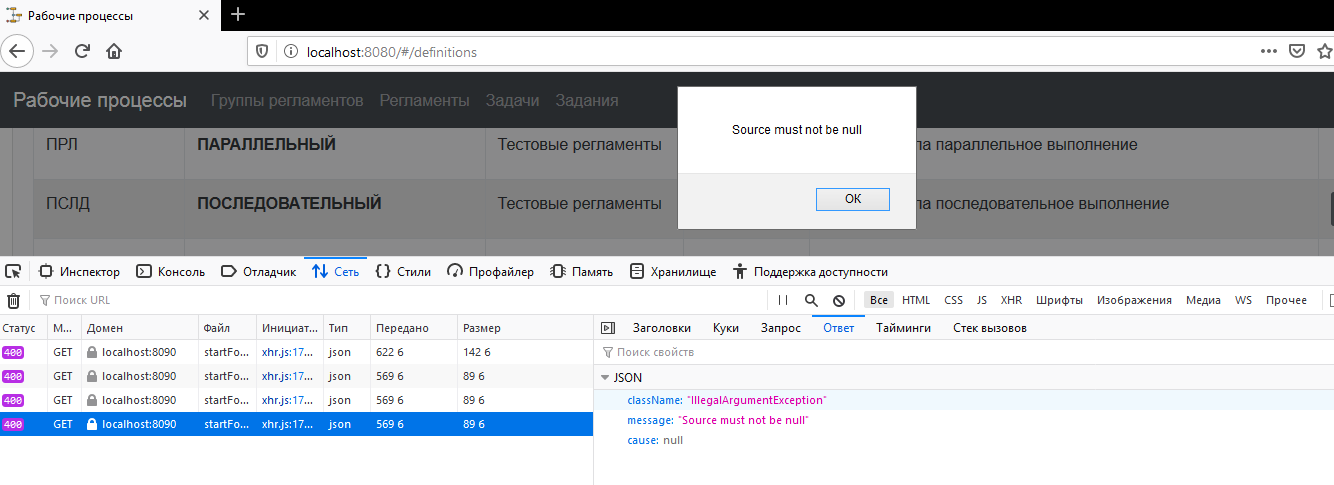 Рабочие процессы
localhost:8080/#/definitions
Рабочие процессы Группы регламентов Регламенты Задачи Задания
Source must not be null
OK
ПРЛ ПАРАЛЛЕЛЬНЫЙ Тестовые регламенты ла параллельное выполнение
ПСЛД ПОСЛЕДОВАТЕЛЬНЫЙ Тестовые регламенты ла последовательное выполнение
Инспектор Консоль Отладчик Сеть Стили Профайлер Память Хранилище Поддержка доступности
Поиск URL Все HTML CSS JS XHR Шрифты Изображения Медиа WS Прочее
Статус М... Домен Файл Инициат... Тип Передано Размер
400 GET localhost:8090 startFo... xhr.js:17... json 622 б 142 б
400 GET localhost:8090 startFo... xhr.js:17... json 569 б 89 б
400 GET localhost:8090 startFo... xhr.js:17... json 569 б 89 б
400 GET localhost:8090 startFo... xhr.js:17... json 569 б 89 б
Заголовки Куки Запрос Ответ Тайминги Стек вызовов
Поиск свойств
JSON
className: "IllegalArgumentException"
message: "Source must not be null"
cause: null